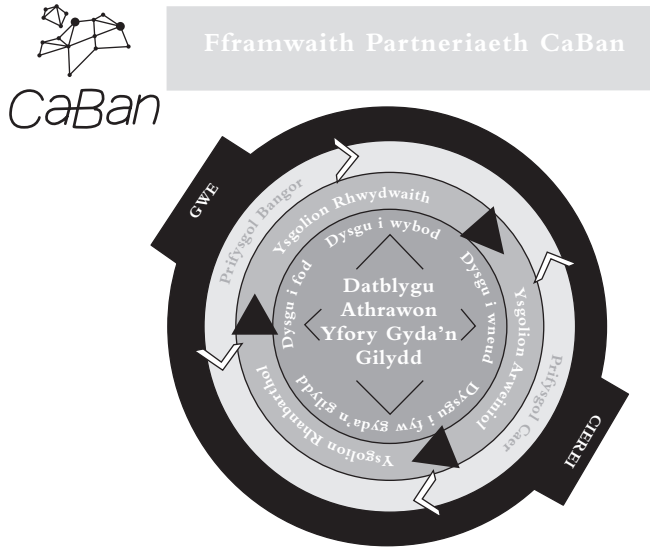 CaBan
Fframwaith Partneriaeth CaBan
GWE
Prifysgol Bangor
Ysgolion Rhwydwaith
Dysgu i wybod
Dysgu i fod
Dysgu i wneud
Datblygu
Athrawon
Yfory Gyda’n
Gilydd
Ysgolion Arweiniol
Prifysgol Caer
Dysgu i fyw gyda’n gilydd
Ysgolion Rhanbarthol
CIEREI